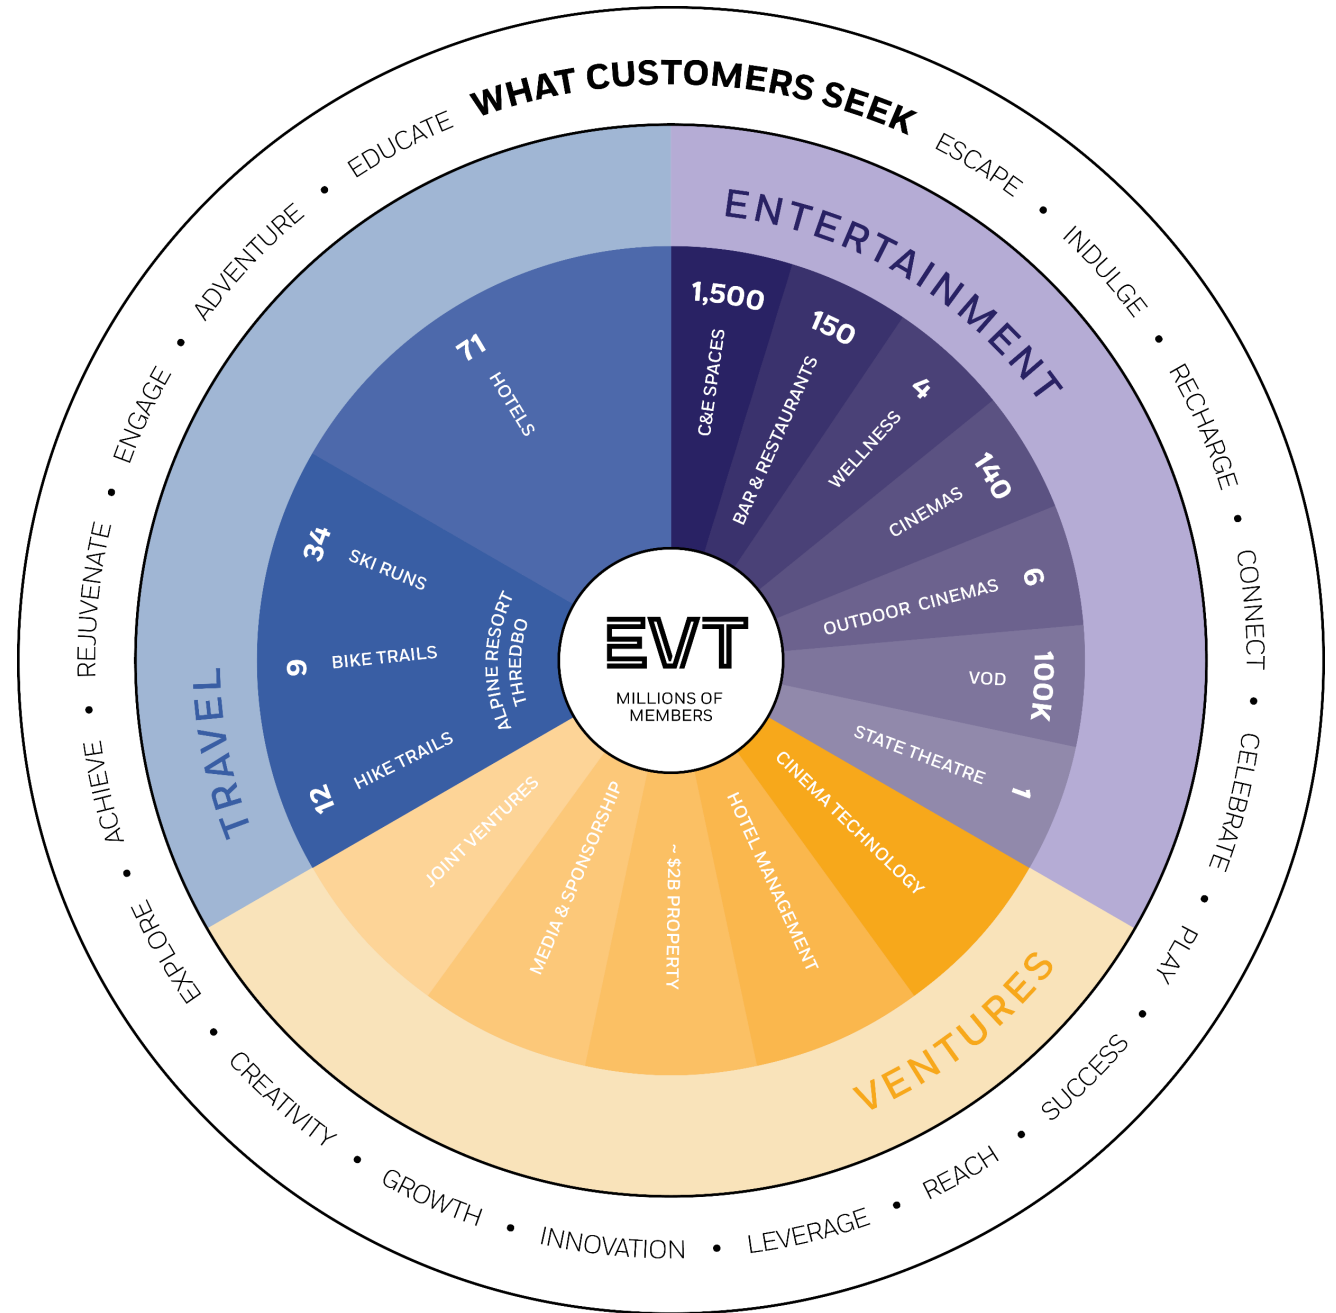 WHAT CUSTOMERS SEEK
ESCAPE • INDULGE • RECHARGE • CONNECT • CELEBRATE • PLAY • SUCCESS • REACH • LEVERAGE • INNOVATION • GROWTH • CREATIVITY • EXPLORE • ACHIEVE • REJUVENATE • ENGAGE • ADVENTURE • EDUCATE
ENTERTAINMENT
1,500
C&E SPACES
150
BAR & RESTAURANTS
4
WELLNESS
140
CINEMAS
6
OUTDOOR CINEMAS
100K
VOD
1
STATE THEATRE
VENTURES
CINEMA TECHNOLOGY
HOTEL MANAGEMENT
~ $2B PROPERTY
MEDIA & SPONSORSHIP
JOINT VENTURES
TRAVEL
12
HIKE TRAILS
9
BIKE TRAILS
34
SKI RUNS
ALPINE RESORT
THREDBO
71
HOTELS
EVT
MILLIONS OF
MEMBERS